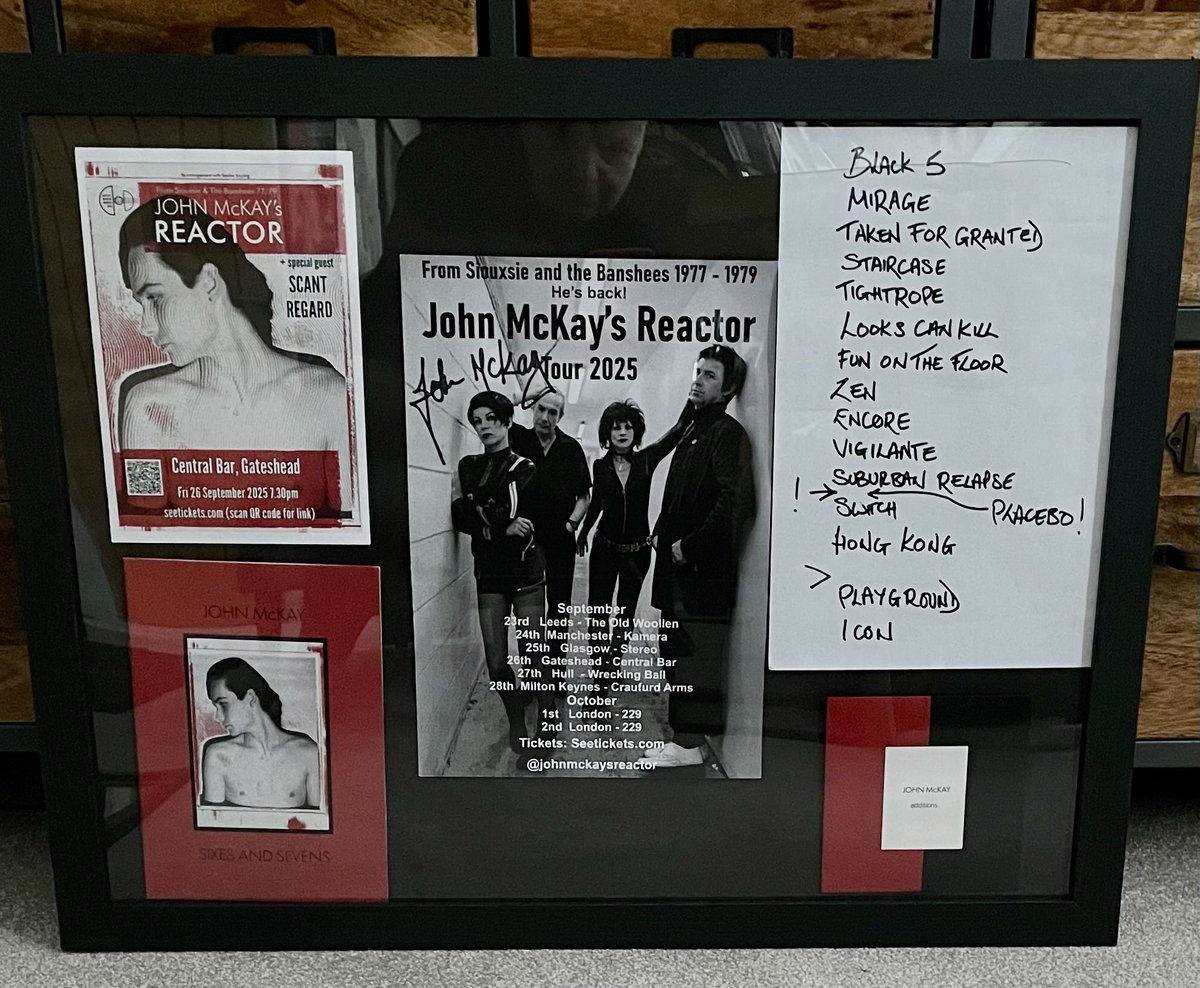 From Siouxsie & The Banshees 77/79
JOHN McKAY's
REACTOR
+ special guest
SCANT
REGARD
Central Bar, Gateshead
Fri 26 September 2025 7.30pm
seetickets.com (scan QR code for link)
JOHN McKAY
SIXES AND SEVENS
From Siouxsie and the Banshees 1977 - 1979
He's back!
John McKay's Reactor
Tour 2025
John McKay
September
23rd Leeds - The Old Woollen
24th Manchester - Kamera
25th Glasgow - Stereo
26th Gateshead - Central Bar
27th Hull - Wrecking Ball
28th Milton Keynes - Craufurd Arms
October
1st London - 229
2nd London - 229
Tickets: Seetickets.com
@johnmckaysreactor
BLACK 5
MIRAGE
TAKEN FOR GRANTED
STAIRCASE
TIGHTROPE
LOOKS CAN KILL
FUN ON THE FLOOR
ZEN
ENCORE
VIGILANTE
SUBURBAN RELAPSE
! → SWITCH ← PLACEBO!
HONG KONG
> PLAYGROUND
ICON
JOHN McKAY
additions